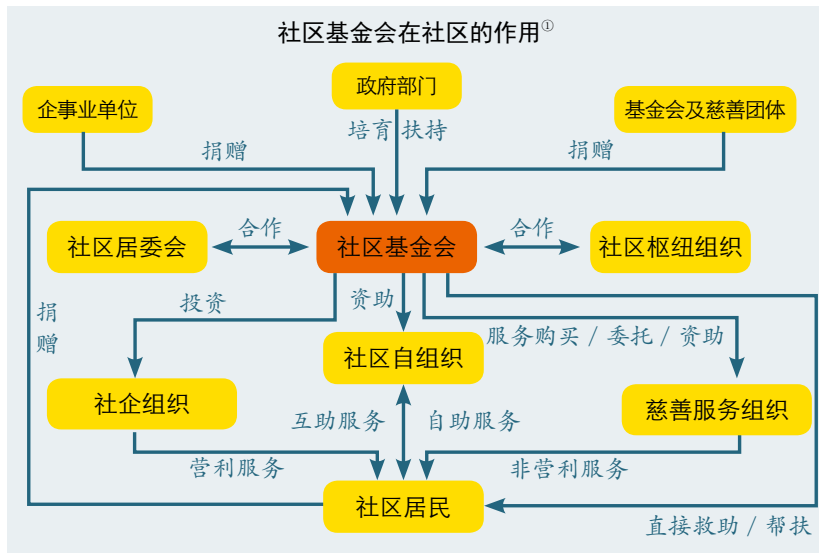 社区基金会在社区的作用①
政府部门
企事业单位
基金会及慈善团体
培育 扶持
捐赠
捐赠
社区居委会
合作
社区基金会
合作
社区枢纽组织
捐赠
投资
资助
服务购买 / 委托 / 资助
社区自组织
社企组织
慈善服务组织
互助服务
自助服务
营利服务
非营利服务
社区居民
直接救助 / 帮扶